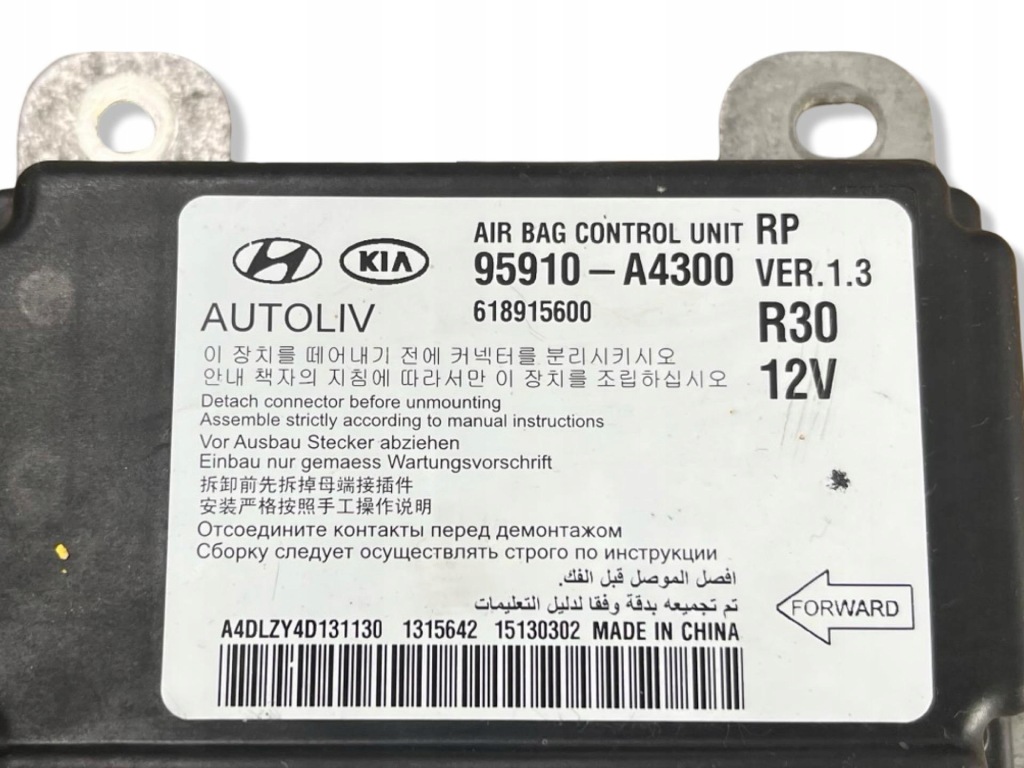 KIA
AIR BAG CONTROL UNIT RP
95910-A4300 VER.1.3
AUTOLIV 618915600 R30
이 장치를 떼어내기 전에 커넥터를 분리시키시오
안내 책자의 지침에 따라서만 이 장치를 조립하십시오 12V
Detach connector before unmounting
Assemble strictly according to manual instructions
Vor Ausbau Stecker abziehen
Einbau nur gemaess Wartungsvorschrift
拆卸前先拆掉母端接插件
安装严格按照手工操作说明
Отсоедините контакты перед демонтажом
Сборку следует осуществлять строго по инструкции
افصل الموصل قبل الفك.
تم تجميعه بدقة وفقا لدليل التعليمات
FORWARD
A4DLZY4D131130 1315642 15130302 MADE IN CHINA